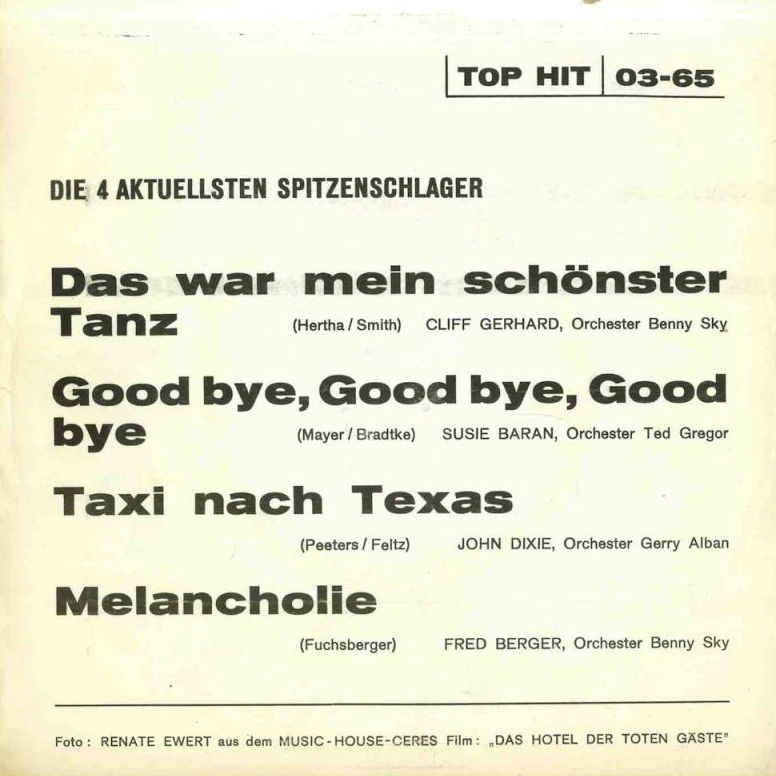 TOP HIT 03-65
DIE 4 AKTUELLSTEN SPITZENSCHLAGER
Das war mein schönster
Tanz (Hertha / Smith) CLIFF GERHARD, Orchester Benny Sky
Good bye, Good bye, Good
bye (Mayer / Bradtke) SUSIE BARAN, Orchester Ted Gregor
Taxi nach Texas
(Peeters / Feltz) JOHN DIXIE, Orchester Gerry Alban
Melancholie
(Fuchsberger) FRED BERGER, Orchester Benny Sky
Foto : RENATE EWERT aus dem MUSIC-HOUSE-CERES Film : „DAS HOTEL DER TOTEN GÄSTE"